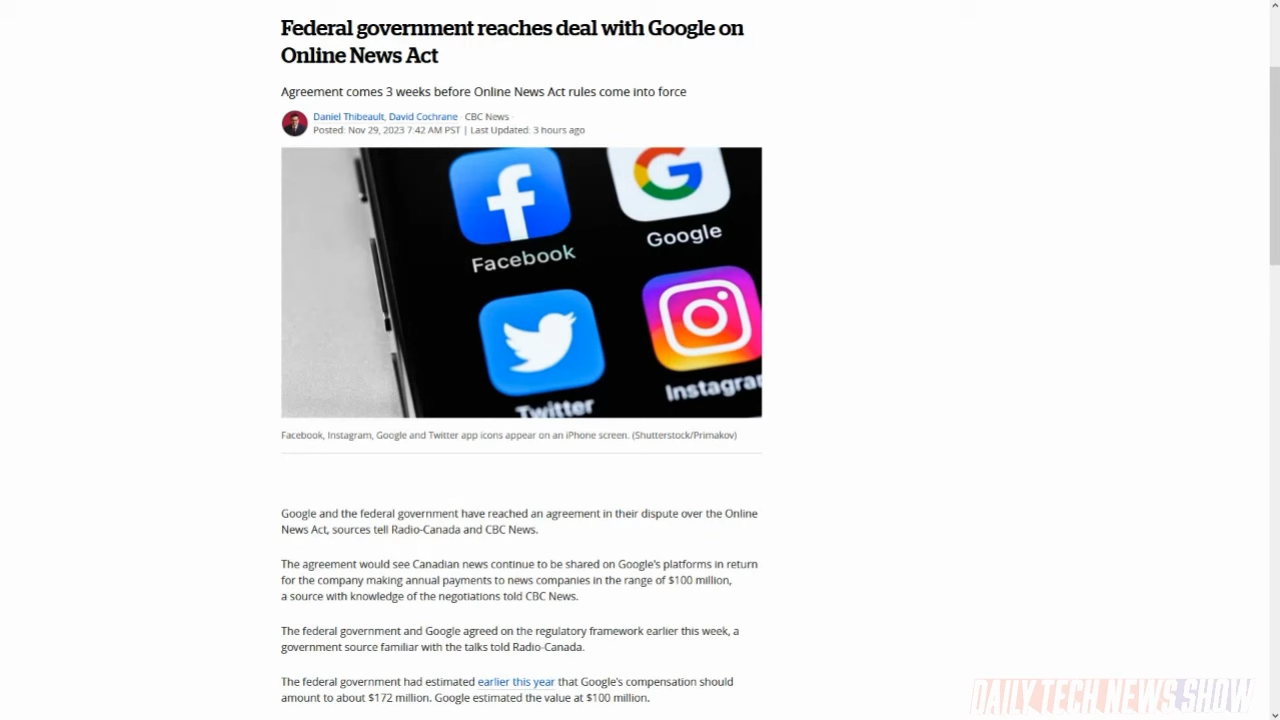 Federal government reaches deal with Google on
Online News Act
Agreement comes 3 weeks before Online News Act rules come into force
Daniel Thibeault, David Cochrane · CBC News ·
Posted: Nov 29, 2023 7:42 AM PST | Last Updated: 3 hours ago
Facebook
Google
Twitter
Instagra
Facebook, Instagram, Google and Twitter app icons appear on an iPhone screen. (Shutterstock/Primakov)
Google and the federal government have reached an agreement in their dispute over the Online
News Act, sources tell Radio-Canada and CBC News.
The agreement would see Canadian news continue to be shared on Google's platforms in return
for the company making annual payments to news companies in the range of $100 million,
a source with knowledge of the negotiations told CBC News.
The federal government and Google agreed on the regulatory framework earlier this week, a
government source familiar with the talks told Radio-Canada.
The federal government had estimated earlier this year that Google's compensation should
amount to about $172 million. Google estimated the value at $100 million.
DAILY TECH NEWS SHOW